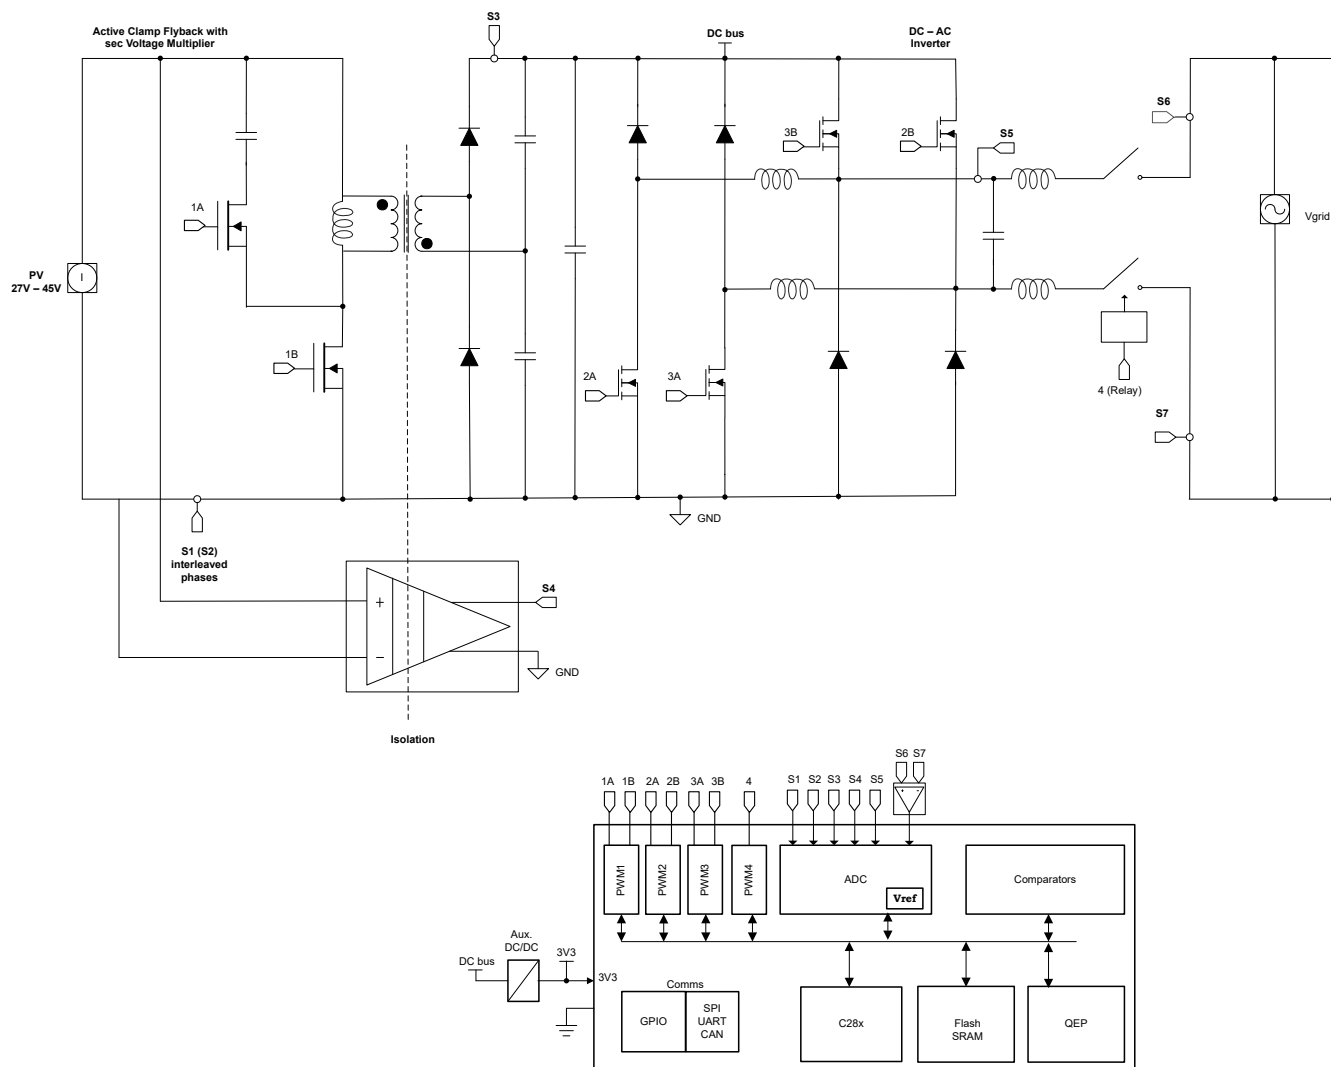 S3
Active Clamp Flyback with
sec Voltage Multiplier
DC bus
DC – AC
Inverter
S6
3B
2B
S5
1A
Vgrid
PV
27V – 45V
I
1B
2A
3A
4 (Relay)
S7
GND
S1 (S2)
interleaved
phases
S4
+
−
GND
Isolation
S6 S7
1A 1B 2A 2B 3A 3B 4 S1 S2 S3 S4 S5
+ -
PWM1
PWM2
PWM3
PWM4
ADC
Vref
Comparators
Aux.
DC/DC
DC bus
3V3
3V3
Comms
GPIO
SPI
UART
CAN
C28x
Flash
SRAM
QEP